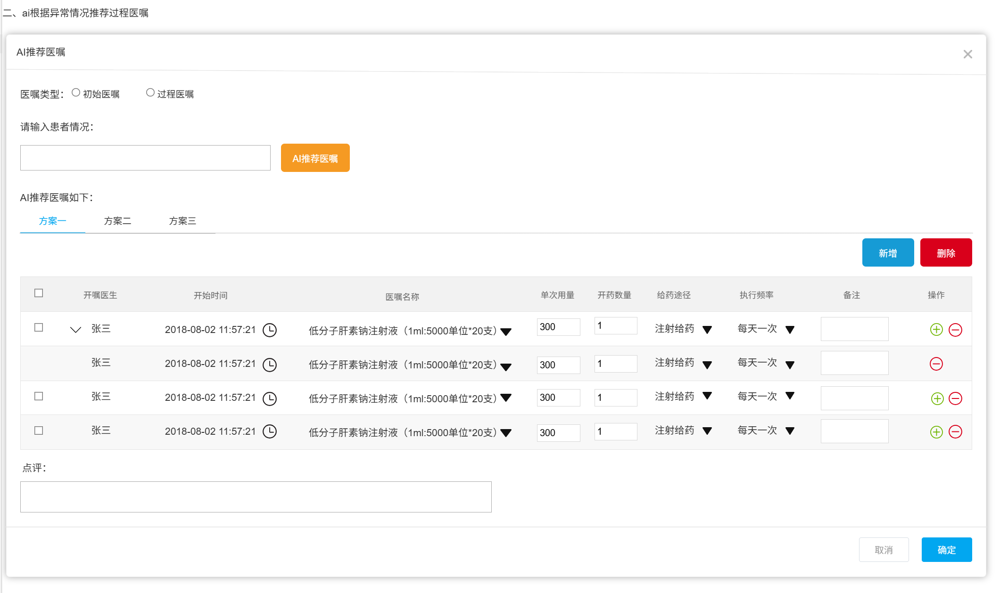 二、ai根据异常情况推荐过程医嘱
AI推荐医嘱
医嘱类型： 初始医嘱 过程医嘱
请输入患者情况：
AI推荐医嘱
AI推荐医嘱如下：
方案一 方案二 方案三
新增 删除
开嘱医生 开始时间 医嘱名称 单次用量 开药数量 给药途径 执行频率 备注 操作
张三 2018-08-02 11:57:21 低分子肝素钠注射液（1ml:5000单位*20支） 300 1 注射给药 每天一次
张三 2018-08-02 11:57:21 低分子肝素钠注射液（1ml:5000单位*20支） 300 1 注射给药 每天一次
张三 2018-08-02 11:57:21 低分子肝素钠注射液（1ml:5000单位*20支） 300 1 注射给药 每天一次
张三 2018-08-02 11:57:21 低分子肝素钠注射液（1ml:5000单位*20支） 300 1 注射给药 每天一次
点评：
取消 确定